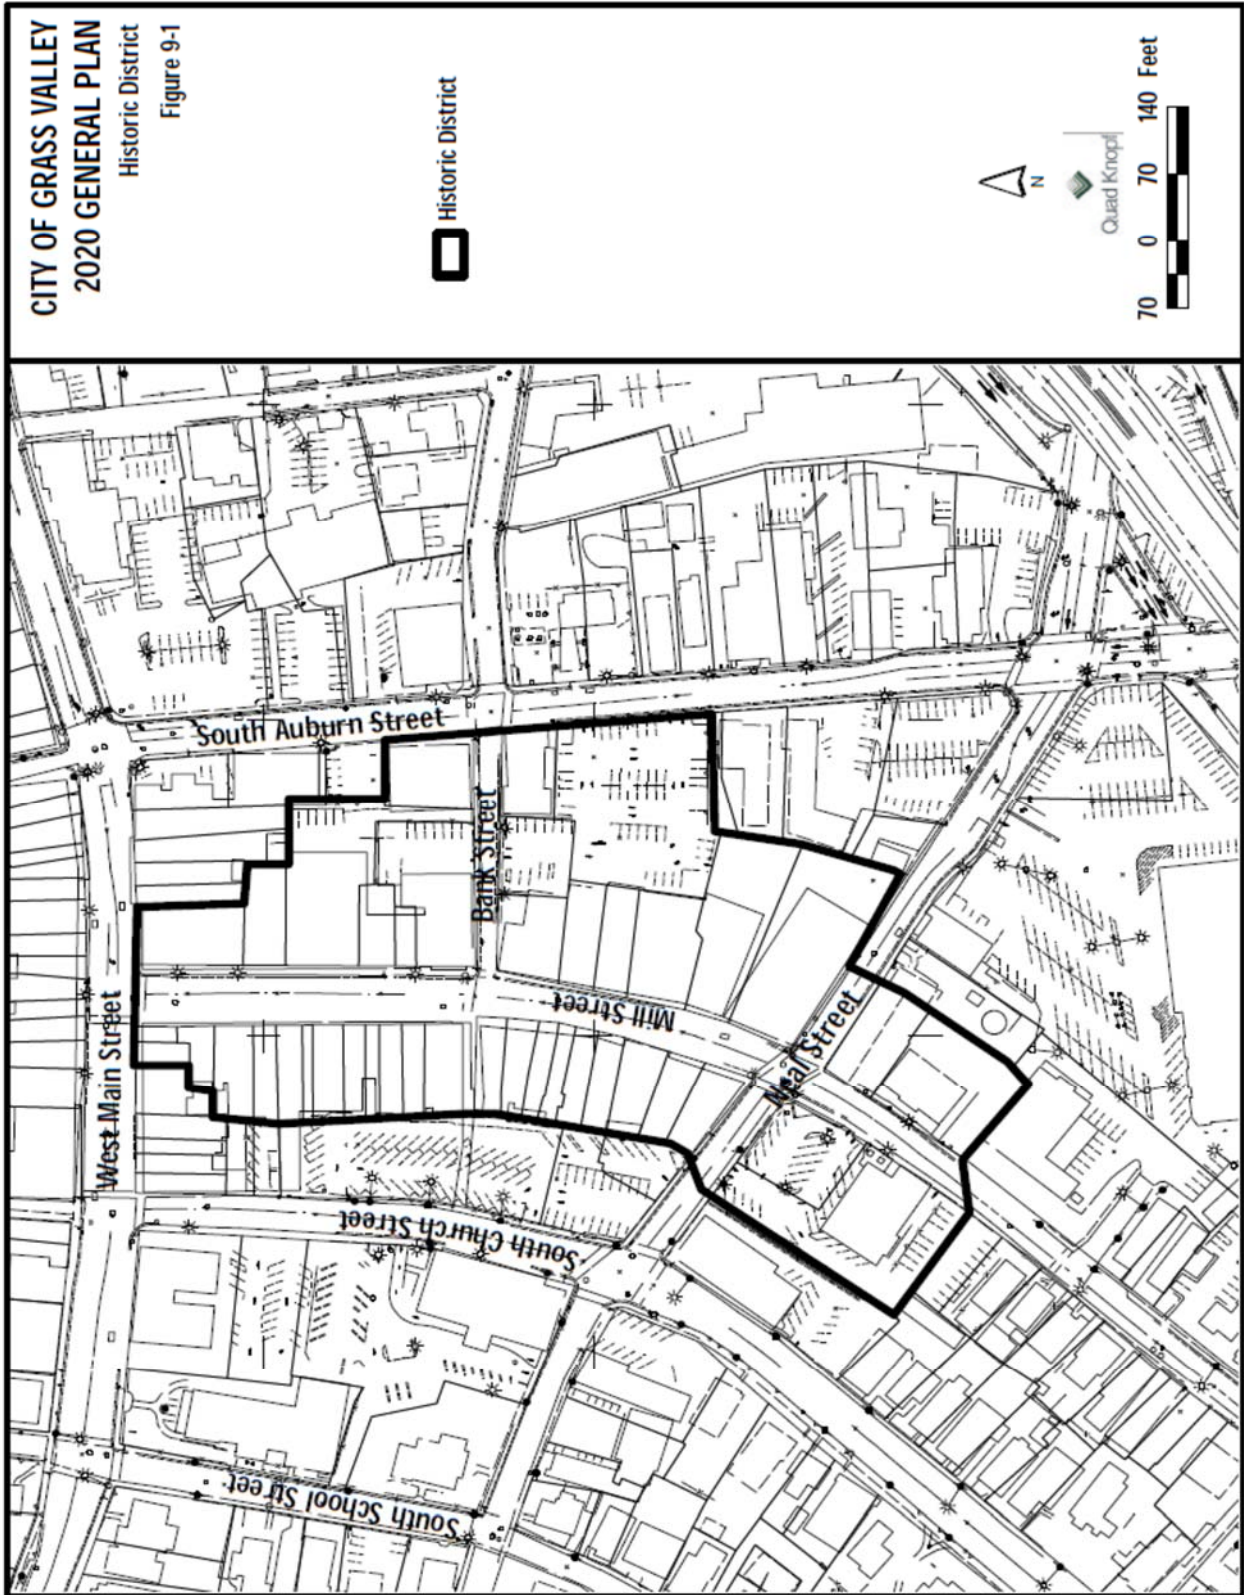 CITY OF GRASS VALLEY
2020 GENERAL PLAN
Historic District
Figure 9-1
Historic District
N
Quad Knopf
70 0 70 140 Feet
South Auburn Street
Bank Street
West Main Street
Mill Street
Neal Street
South Church Street
South School Street